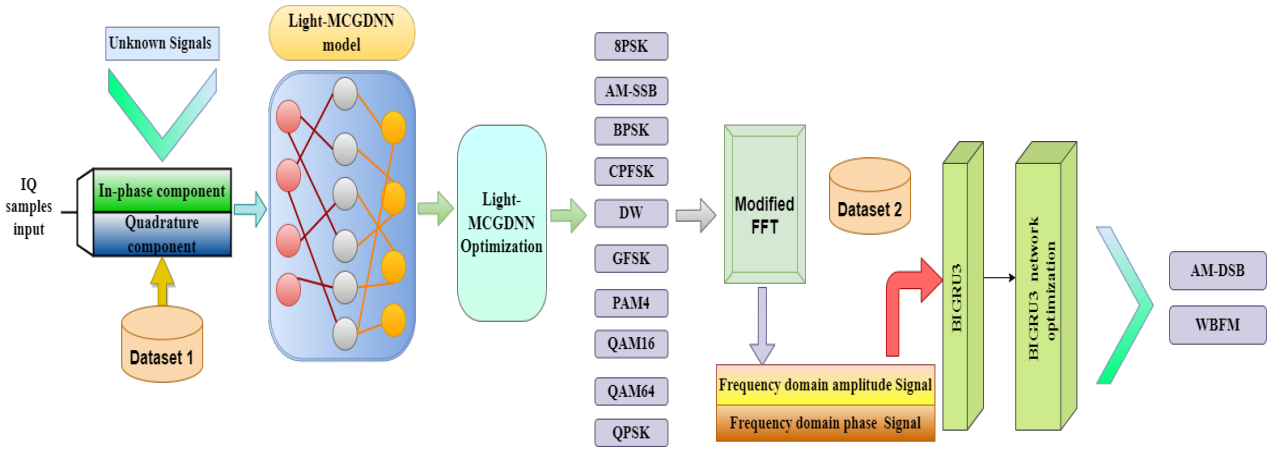 Unknown Signals
IQ
samples
input
In-phase component
Quadrature
component
Dataset 1
Light-MCGDNN
model
Light-
MCGDNN
Optimization
8PSK
AM-SSB
BPSK
CPFSK
DW
GFSK
PAM4
QAM16
QAM64
QPSK
Modified
FFT
Dataset 2
Frequency domain amplitude Signal
Frequency domain phase Signal
BIGRU3
BIGRU3 network
optimization
AM-DSB
WBFM